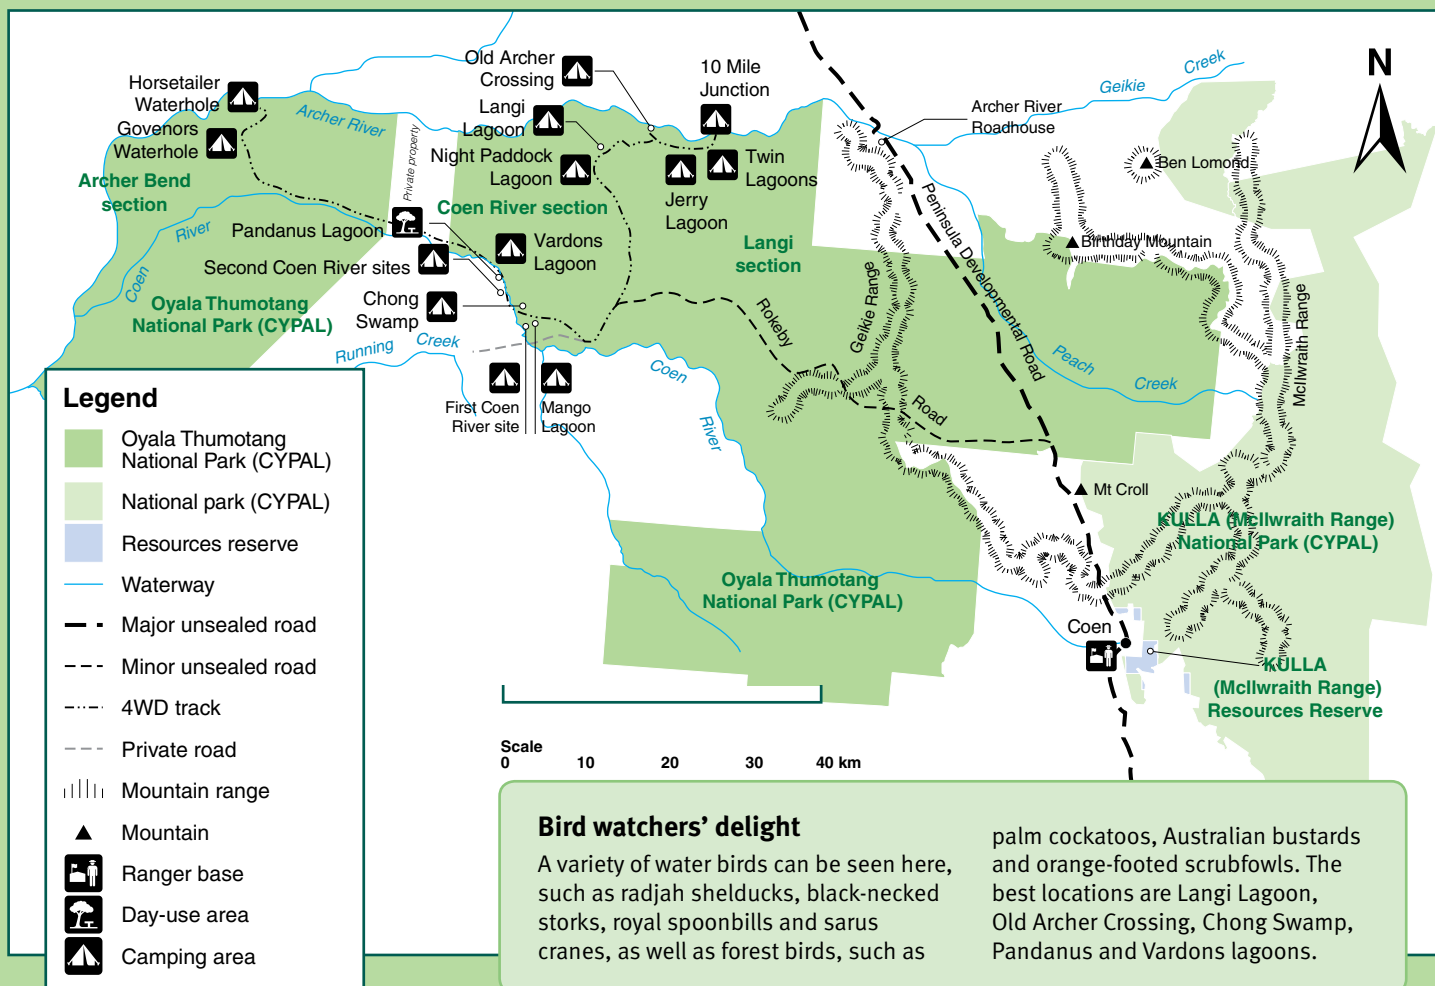 Horsetailer
Waterhole
Govenors
Waterhole
Archer Bend
section
Archer River
Private property
Old Archer
Crossing
Langi
Lagoon
Night Paddock
Lagoon
Coen River section
10 Mile
Junction
Twin
Lagoons
Jerry
Lagoon
Langi
section
Archer River
Roadhouse
Geikie
Creek
N
Ben Lomond
Birthday Mountain
Peninsula Developmental Road
McIlwraith Range
Geikie Range
Rokeby
Road
Peach
Creek
Pandanus Lagoon
Second Coen River sites
Vardons
Lagoon
Chong
Swamp
River
Coen
Oyala Thumotang
National Park (CYPAL)
Running
Creek
First Coen
River site
Mango
Lagoon
Coen
River
Mt Croll
KULLA (McIlwraith Range)
National Park (CYPAL)
Oyala Thumotang
National Park (CYPAL)
Coen
KULLA
(McIlwraith Range)
Resources Reserve
Legend
Oyala Thumotang
National Park (CYPAL)
National park (CYPAL)
Resources reserve
Waterway
Major unsealed road
Minor unsealed road
4WD track
Private road
Mountain range
Mountain
Ranger base
Day-use area
Camping area
Scale
0 10 20 30 40 km
Bird watchers’ delight
A variety of water birds can be seen here,
such as radjah shelducks, black-necked
storks, royal spoonbills and sarus
cranes, as well as forest birds, such as
palm cockatoos, Australian bustards
and orange-footed scrubfowls. The
best locations are Langi Lagoon,
Old Archer Crossing, Chong Swamp,
Pandanus and Vardons lagoons.